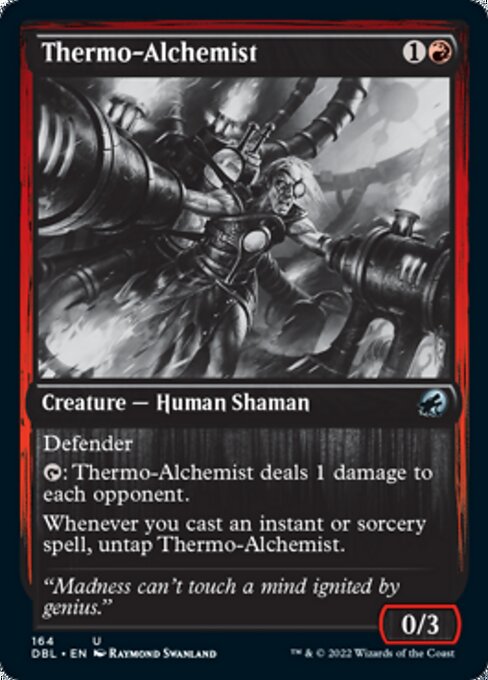 Thermo-Alchemist 1
Creature — Human Shaman
Defender
: Thermo-Alchemist deals 1 damage to
each opponent.
Whenever you cast an instant or sorcery
spell, untap Thermo-Alchemist.
“Madness can’t touch a mind ignited by
genius.”
0/3
164 U
DBL • EN Raymond Swanland
™ & © 2022 Wizards of the Coast